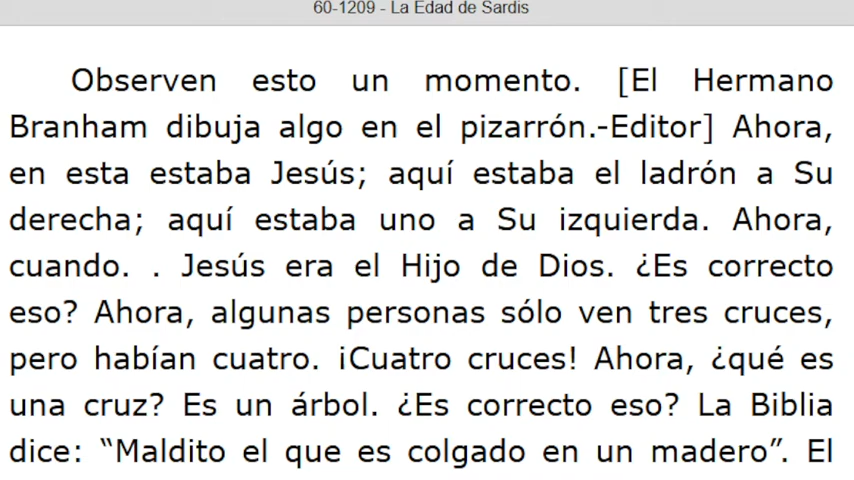 60-1209 - La Edad de Sardis
Observen esto un momento. [El Hermano
Branham dibuja algo en el pizarrón.-Editor] Ahora,
en esta estaba Jesús; aquí estaba el ladrón a Su
derecha; aquí estaba uno a Su izquierda. Ahora,
cuando. . Jesús era el Hijo de Dios. ¿Es correcto
eso? Ahora, algunas personas sólo ven tres cruces,
pero habían cuatro. ¡Cuatro cruces! Ahora, ¿qué es
una cruz? Es un árbol. ¿Es correcto eso? La Biblia
dice: “Maldito el que es colgado en un madero”. El